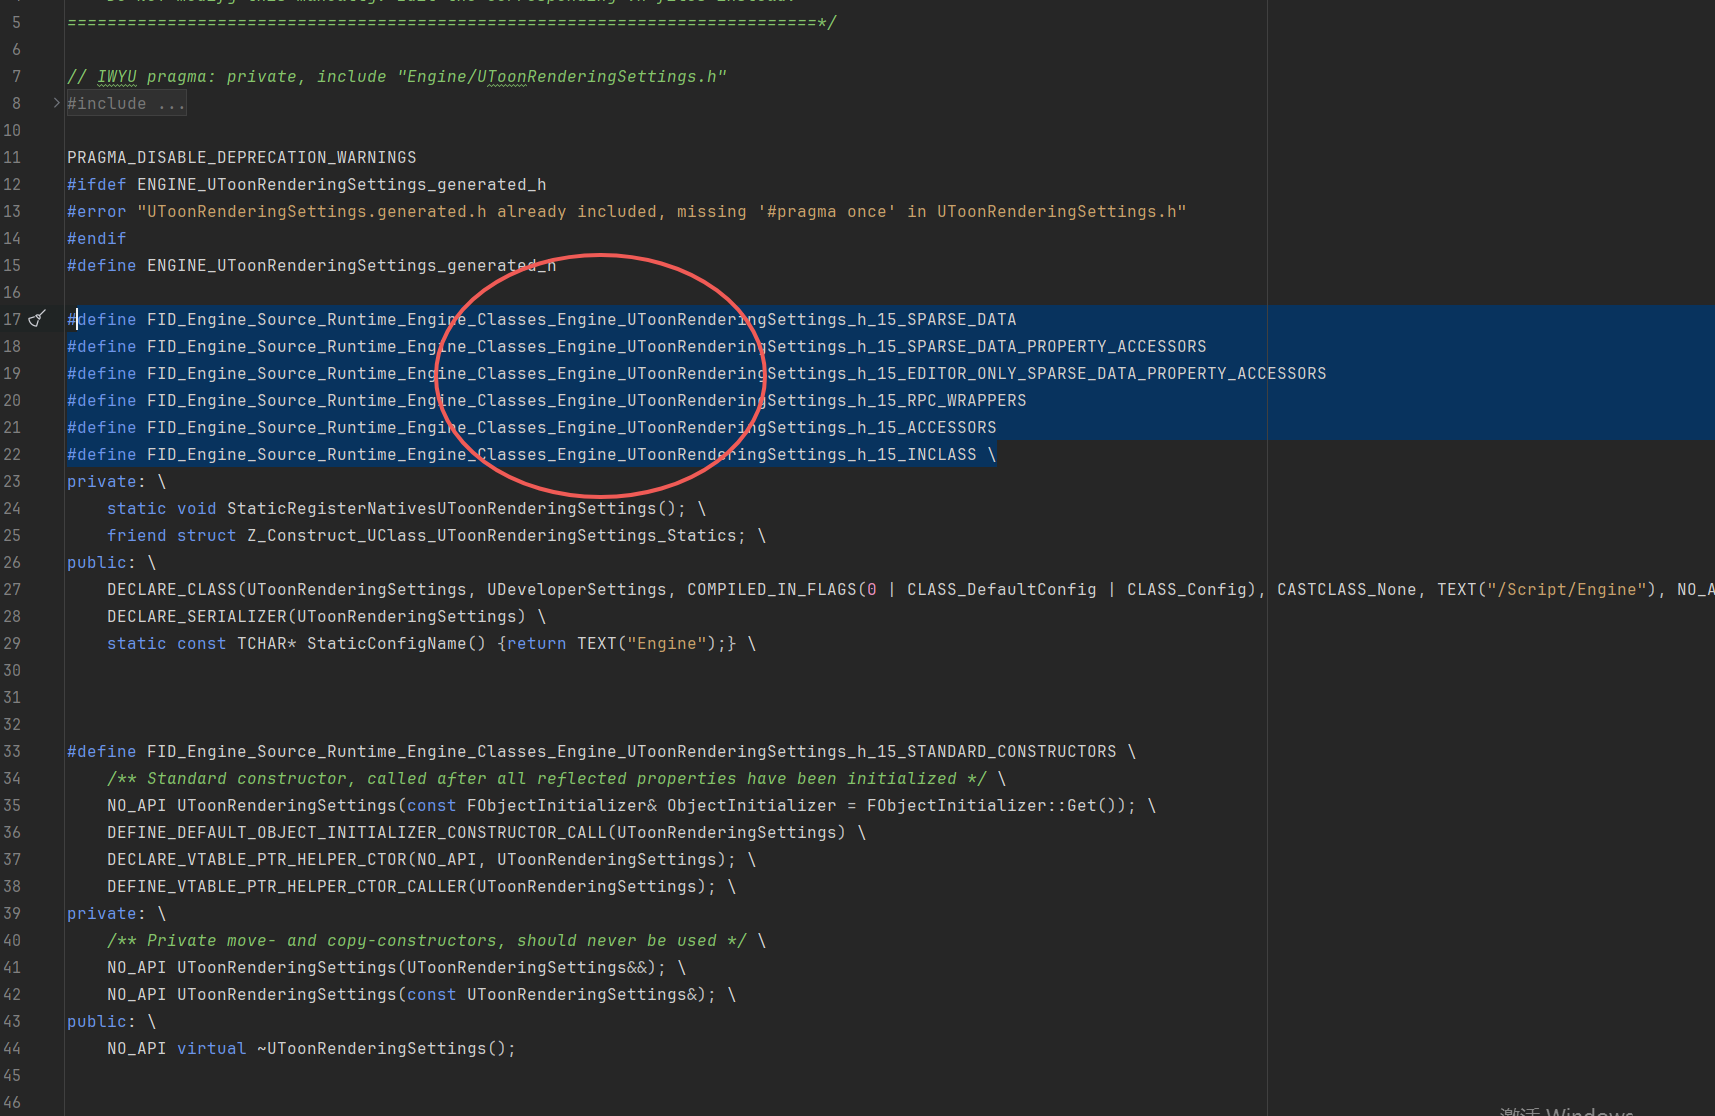 5 ===========================================================================*/
6
7 // IWYU pragma: private, include "Engine/UToonRenderingSettings.h"
8 #include ...
10
11 PRAGMA_DISABLE_DEPRECATION_WARNINGS
12 #ifdef ENGINE_UToonRenderingSettings_generated_h
13 #error "UToonRenderingSettings.generated.h already included, missing '#pragma once' in UToonRenderingSettings.h"
14 #endif
15 #define ENGINE_UToonRenderingSettings_generated_h
16
17 #define FID_Engine_Source_Runtime_Engine_Classes_Engine_UToonRenderingSettings_h_15_SPARSE_DATA
18 #define FID_Engine_Source_Runtime_Engine_Classes_Engine_UToonRenderingSettings_h_15_SPARSE_DATA_PROPERTY_ACCESSORS
19 #define FID_Engine_Source_Runtime_Engine_Classes_Engine_UToonRenderingSettings_h_15_EDITOR_ONLY_SPARSE_DATA_PROPERTY_ACCESSORS
20 #define FID_Engine_Source_Runtime_Engine_Classes_Engine_UToonRenderingSettings_h_15_RPC_WRAPPERS
21 #define FID_Engine_Source_Runtime_Engine_Classes_Engine_UToonRenderingSettings_h_15_ACCESSORS
22 #define FID_Engine_Source_Runtime_Engine_Classes_Engine_UToonRenderingSettings_h_15_INCLASS \
23 private: \
24 static void StaticRegisterNativesUToonRenderingSettings(); \
25 friend struct Z_Construct_UClass_UToonRenderingSettings_Statics; \
26 public: \
27 DECLARE_CLASS(UToonRenderingSettings, UDeveloperSettings, COMPILED_IN_FLAGS(0 | CLASS_DefaultConfig | CLASS_Config), CASTCLASS_None, TEXT("/Script/Engine"), NO_A
28 DECLARE_SERIALIZER(UToonRenderingSettings) \
29 static const TCHAR* StaticConfigName() {return TEXT("Engine");} \
30
31
32
33 #define FID_Engine_Source_Runtime_Engine_Classes_Engine_UToonRenderingSettings_h_15_STANDARD_CONSTRUCTORS \
34 /** Standard constructor, called after all reflected properties have been initialized */ \
35 NO_API UToonRenderingSettings(const FObjectInitializer& ObjectInitializer = FObjectInitializer::Get()); \
36 DEFINE_DEFAULT_OBJECT_INITIALIZER_CONSTRUCTOR_CALL(UToonRenderingSettings) \
37 DECLARE_VTABLE_PTR_HELPER_CTOR(NO_API, UToonRenderingSettings); \
38 DEFINE_VTABLE_PTR_HELPER_CTOR_CALLER(UToonRenderingSettings); \
39 private: \
40 /** Private move- and copy-constructors, should never be used */ \
41 NO_API UToonRenderingSettings(UToonRenderingSettings&&); \
42 NO_API UToonRenderingSettings(const UToonRenderingSettings&); \
43 public: \
44 NO_API virtual ~UToonRenderingSettings();
45
46
激活 Windows